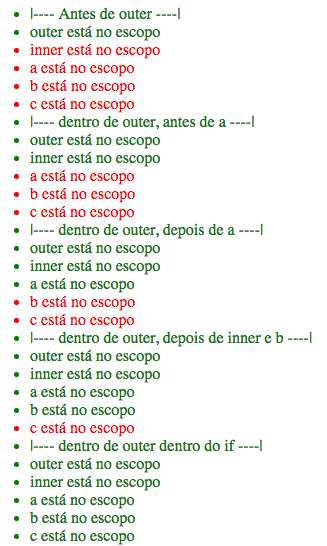 |---- Antes de outer ----|
outer está no escopo
inner está no escopo
a está no escopo
b está no escopo
c está no escopo
|---- dentro de outer, antes de a ----|
outer está no escopo
inner está no escopo
a está no escopo
b está no escopo
c está no escopo
|---- dentro de outer, depois de a ----|
outer está no escopo
inner está no escopo
a está no escopo
b está no escopo
c está no escopo
|---- dentro de outer, depois de inner e b ----|
outer está no escopo
inner está no escopo
a está no escopo
b está no escopo
c está no escopo
|---- dentro de outer dentro do if ----|
outer está no escopo
inner está no escopo
a está no escopo
b está no escopo
c está no escopo